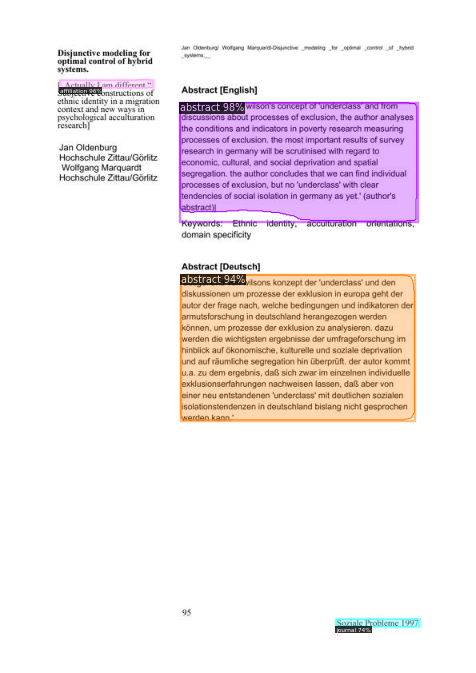 Jan Oldenburg/ Wolfgang Marquardt-Disjunctive _modeling _for _optimal _control _of _hybrid
_systems.__
Disjunctive modeling for
optimal control of hybrid
systems.
[„Actually I am different.“
Subjective constructions of
ethnic identity in a migration
context and new ways in
psychological acculturation
research]
Jan Oldenburg
Hochschule Zittau/Görlitz
Wolfgang Marquardt
Hochschule Zittau/Görlitz
Abstract [English]
abstract 98%
wilson's concept of 'underclass' and from
discussions about processes of exclusion, the author analyses
the conditions and indicators in poverty research measuring
processes of exclusion. the most important results of survey
research in germany will be scrutinised with regard to
economic, cultural, and social deprivation and spatial
segregation. the author concludes that we can find individual
processes of exclusion, but no 'underclass' with clear
tendencies of social isolation in germany as yet.' (author's
abstract)|
Keywords: Ethnic identity, acculturation orientations,
domain specificity
Abstract [Deutsch]
abstract 94%
wilsons konzept der 'underclass' und den
diskussionen um prozesse der exklusion in europa geht der
autor der frage nach, welche bedingungen und indikatoren der
armutsforschung in deutschland herangezogen werden
können, um prozesse der exklusion zu analysieren. dazu
werden die wichtigsten ergebnisse der umfrageforschung im
hinblick auf ökonomische, kulturelle und soziale deprivation
und auf räumliche segregation hin überprüft. der autor kommt
u.a. zu dem ergebnis, daß sich zwar im einzelnen individuelle
exklusionserfahrungen nachweisen lassen, daß aber von
einer neu entstandenen 'underclass' mit deutlichen sozialen
isolationstendenzen in deutschland bislang nicht gesprochen
werden kann.'
95
Soziale Probleme 1997
journal 74%